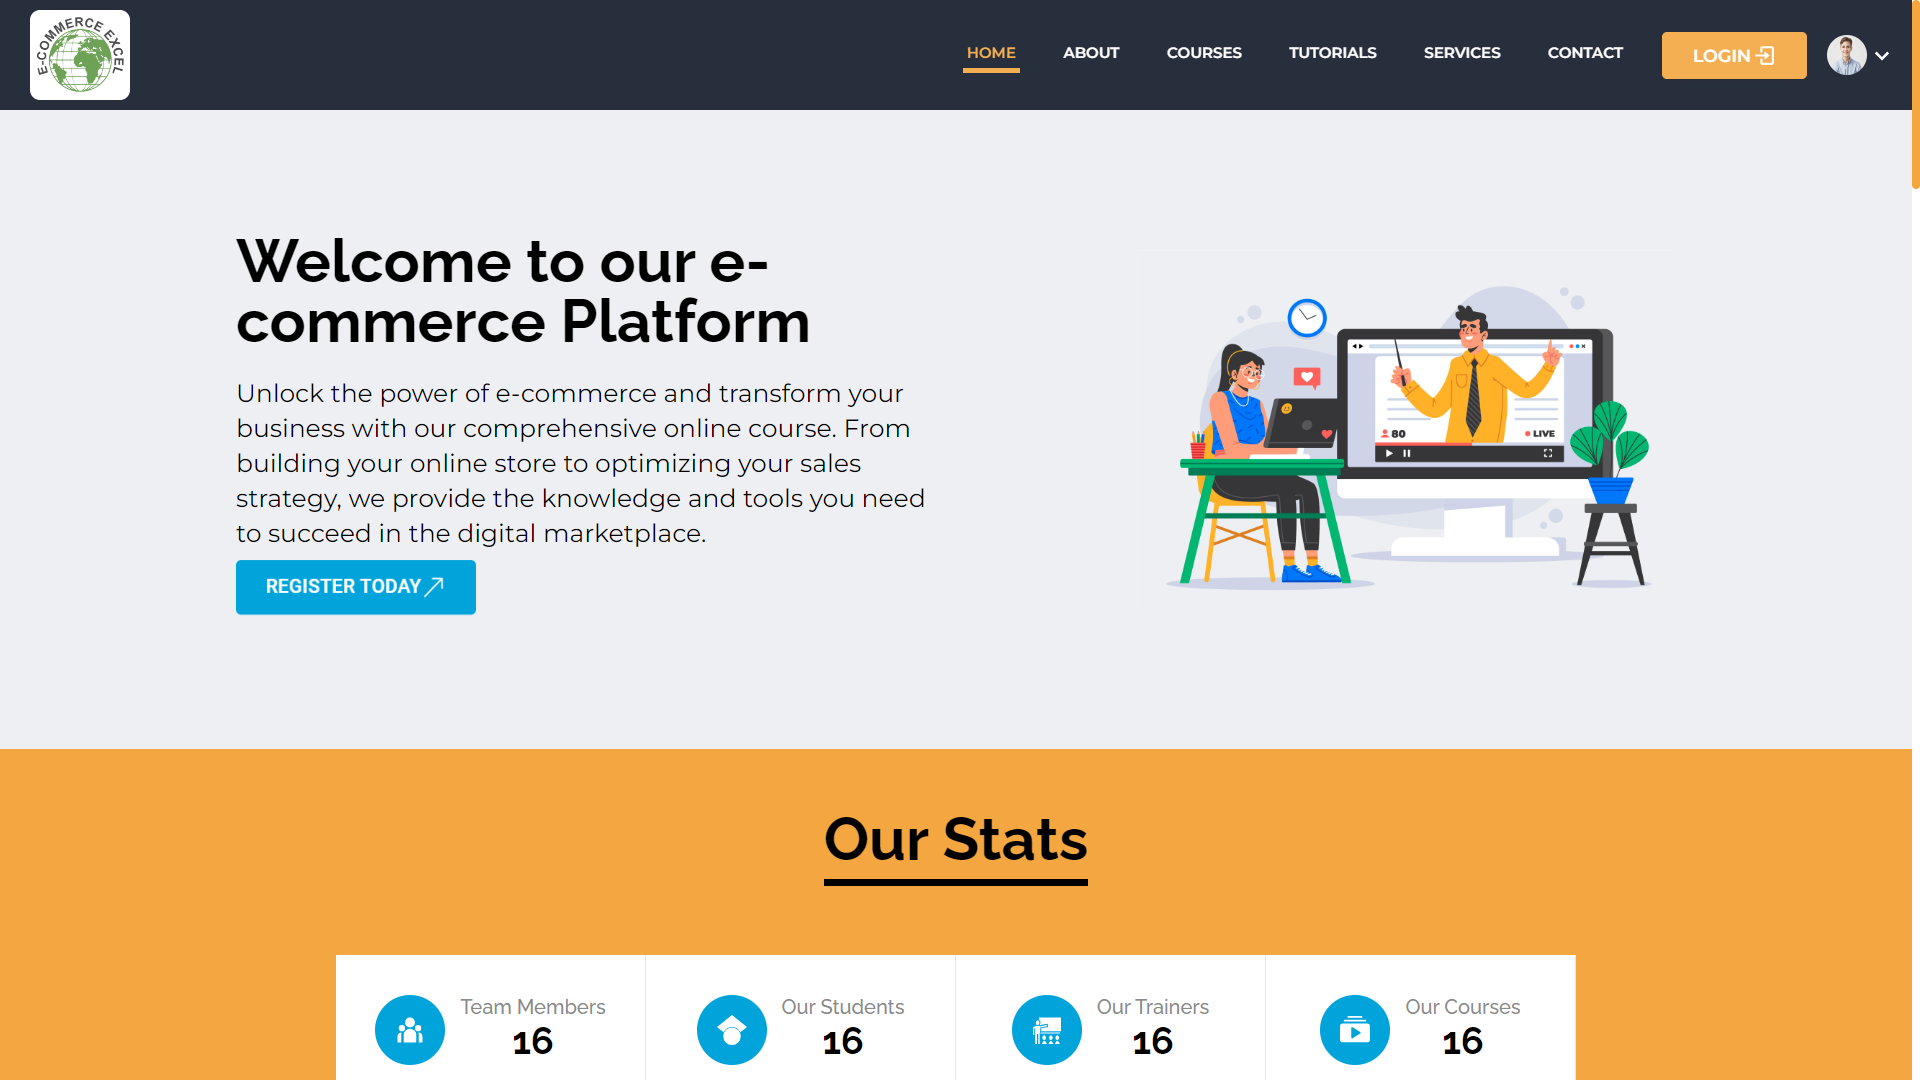 E-COMMERCE EXCEL
HOME
ABOUT
COURSES
TUTORIALS
SERVICES
CONTACT
LOGIN
Welcome to our e-
commerce Platform
Unlock the power of e-commerce and transform your
business with our comprehensive online course. From
building your online store to optimizing your sales
strategy, we provide the knowledge and tools you need
to succeed in the digital marketplace.
REGISTER TODAY
80
LIVE
Our Stats
Team Members
16
Our Students
16
Our Trainers
16
Our Courses
16